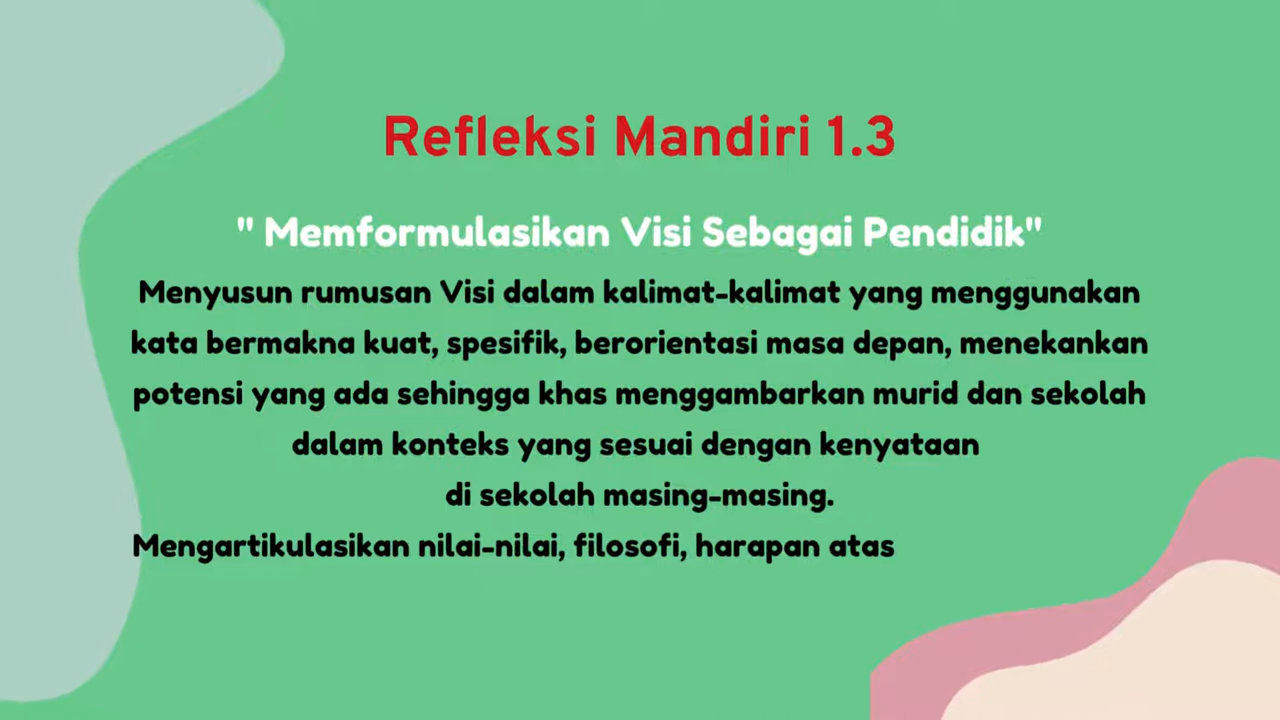 Refleksi Mandiri 1.3
" Memformulasikan Visi Sebagai Pendidik"
Menyusun rumusan Visi dalam kalimat-kalimat yang menggunakan
kata bermakna kuat, spesifik, berorientasi masa depan, menekankan
potensi yang ada sehingga khas menggambarkan murid dan sekolah
dalam konteks yang sesuai dengan kenyataan
di sekolah masing-masing.
Mengartikulasikan nilai-nilai, filosofi, harapan atas